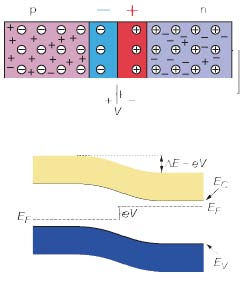 p − + n
+ −
V
ΔE − eV
E_C
E_F E_F
eV
E_V